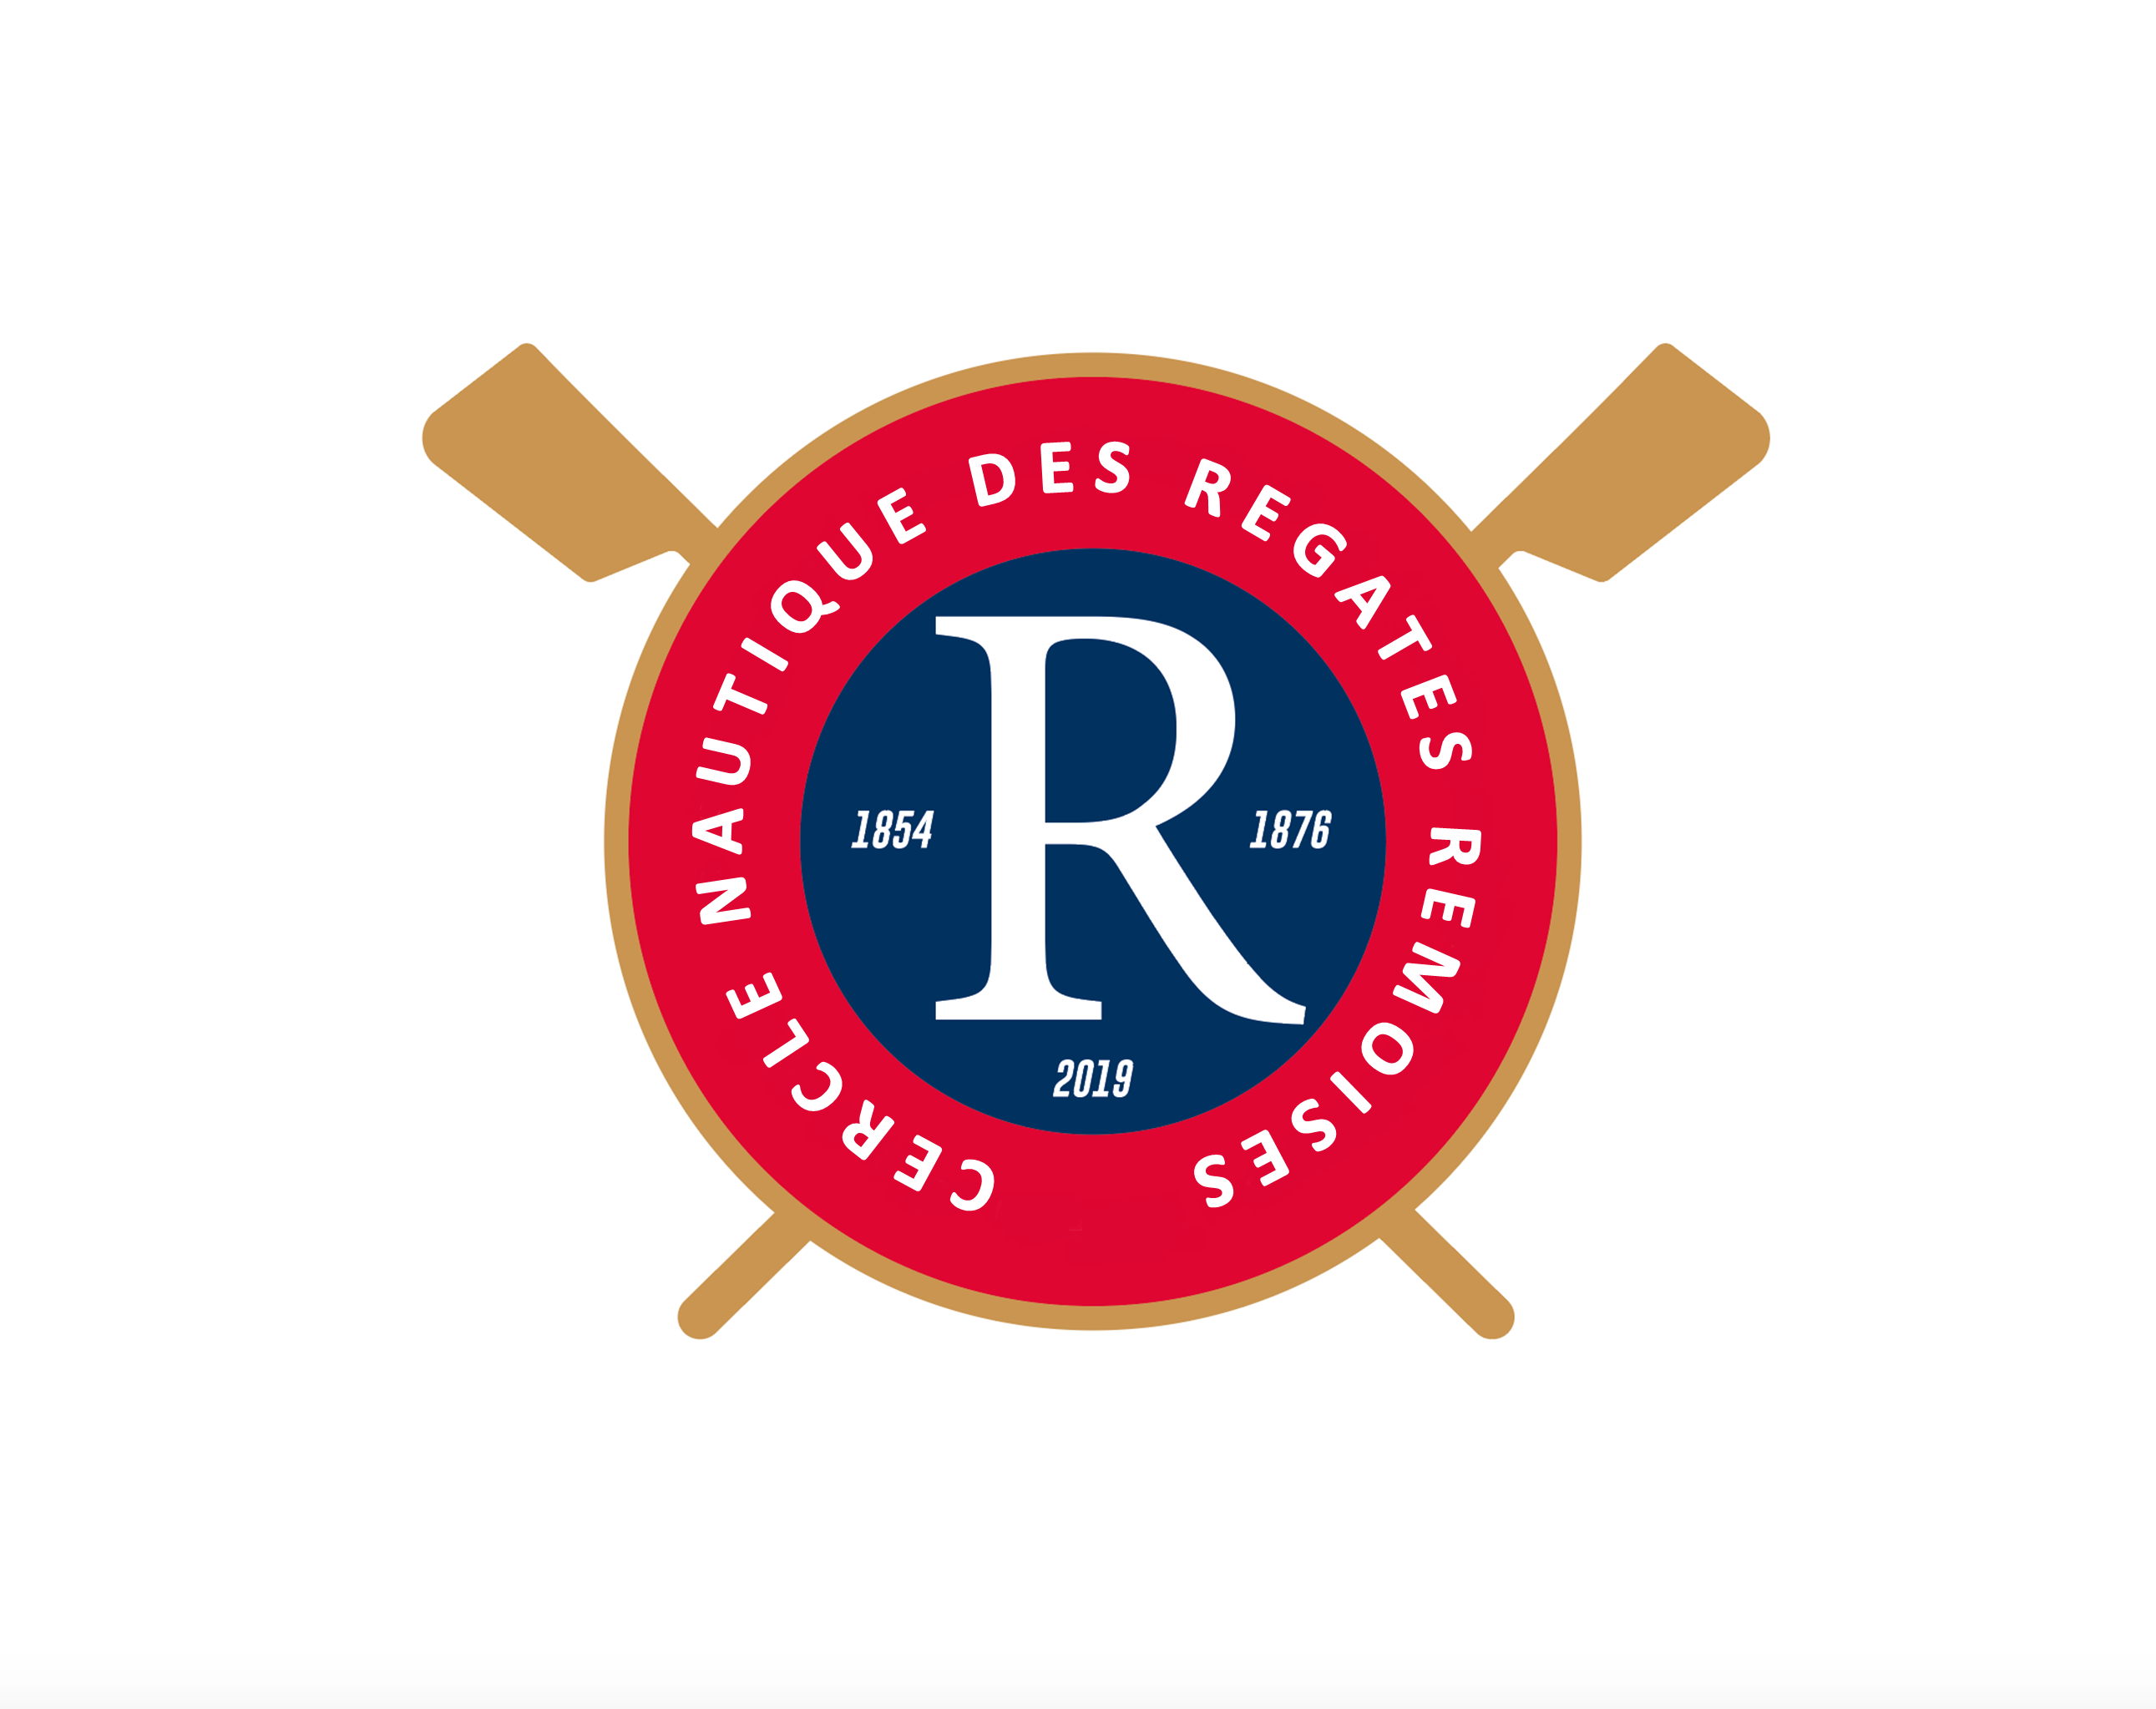 CERCLE NAUTIQUE DES REGATES REMOISES
R
1854
1876
2019